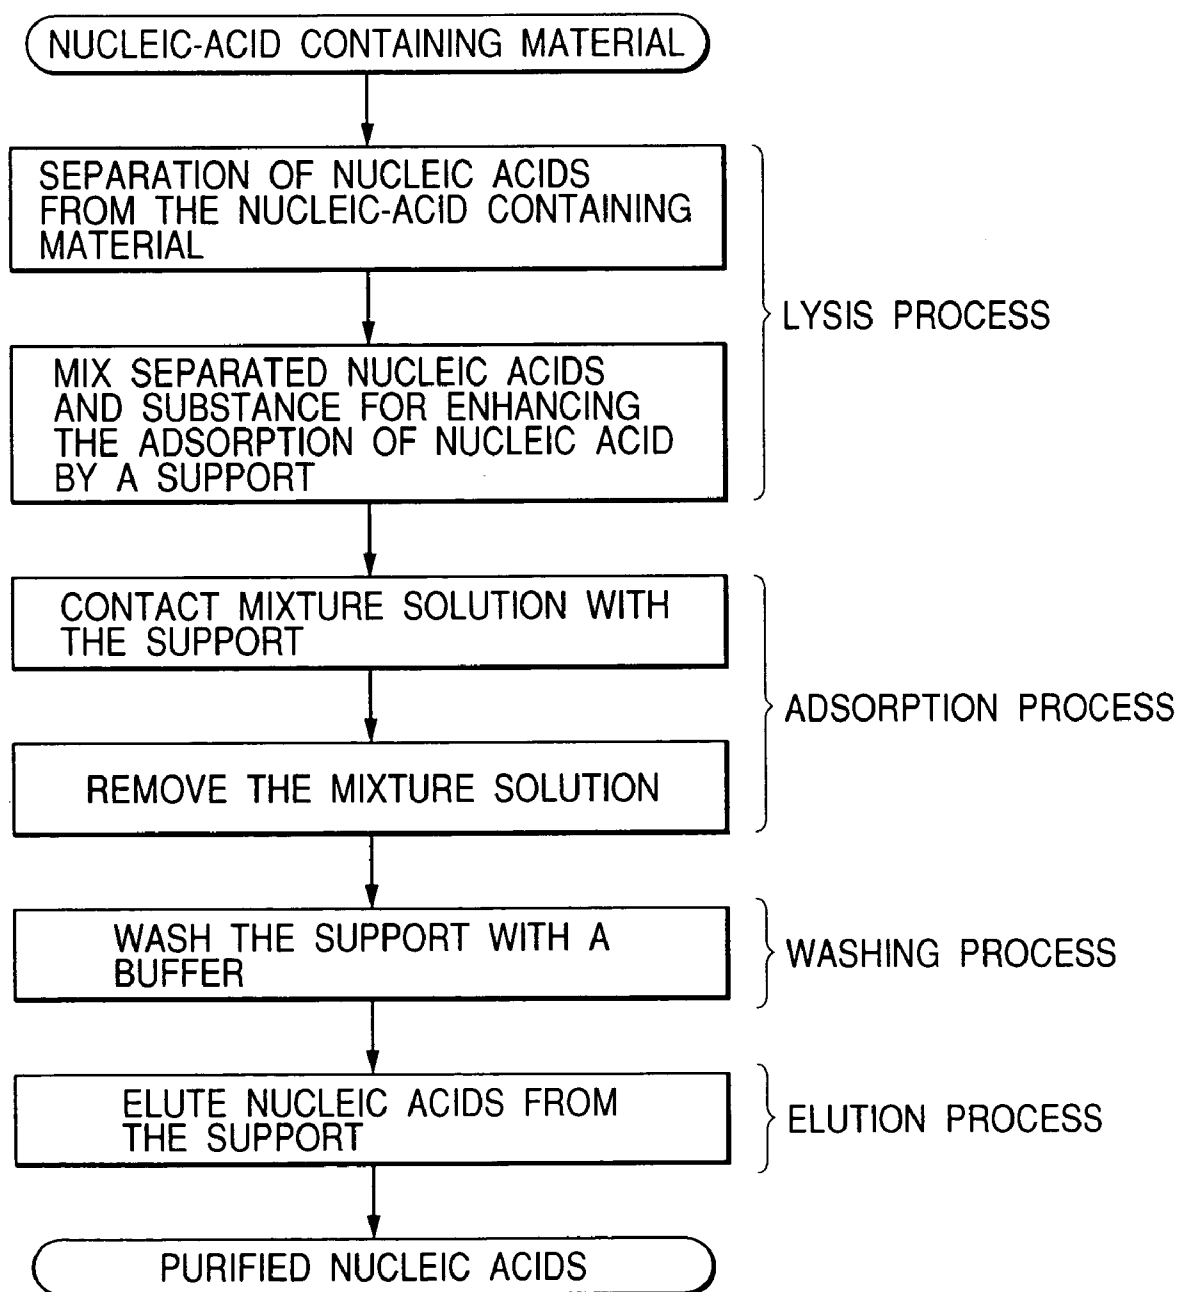 NUCLEIC-ACID CONTAINING MATERIAL
SEPARATION OF NUCLEIC ACIDS
FROM THE NUCLEIC-ACID CONTAINING
MATERIAL
LYSIS PROCESS
MIX SEPARATED NUCLEIC ACIDS
AND SUBSTANCE FOR ENHANCING
THE ADSORPTION OF NUCLEIC ACID
BY A SUPPORT
CONTACT MIXTURE SOLUTION WITH
THE SUPPORT
ADSORPTION PROCESS
REMOVE THE MIXTURE SOLUTION
WASH THE SUPPORT WITH A
BUFFER
WASHING PROCESS
ELUTE NUCLEIC ACIDS FROM
THE SUPPORT
ELUTION PROCESS
PURIFIED NUCLEIC ACIDS